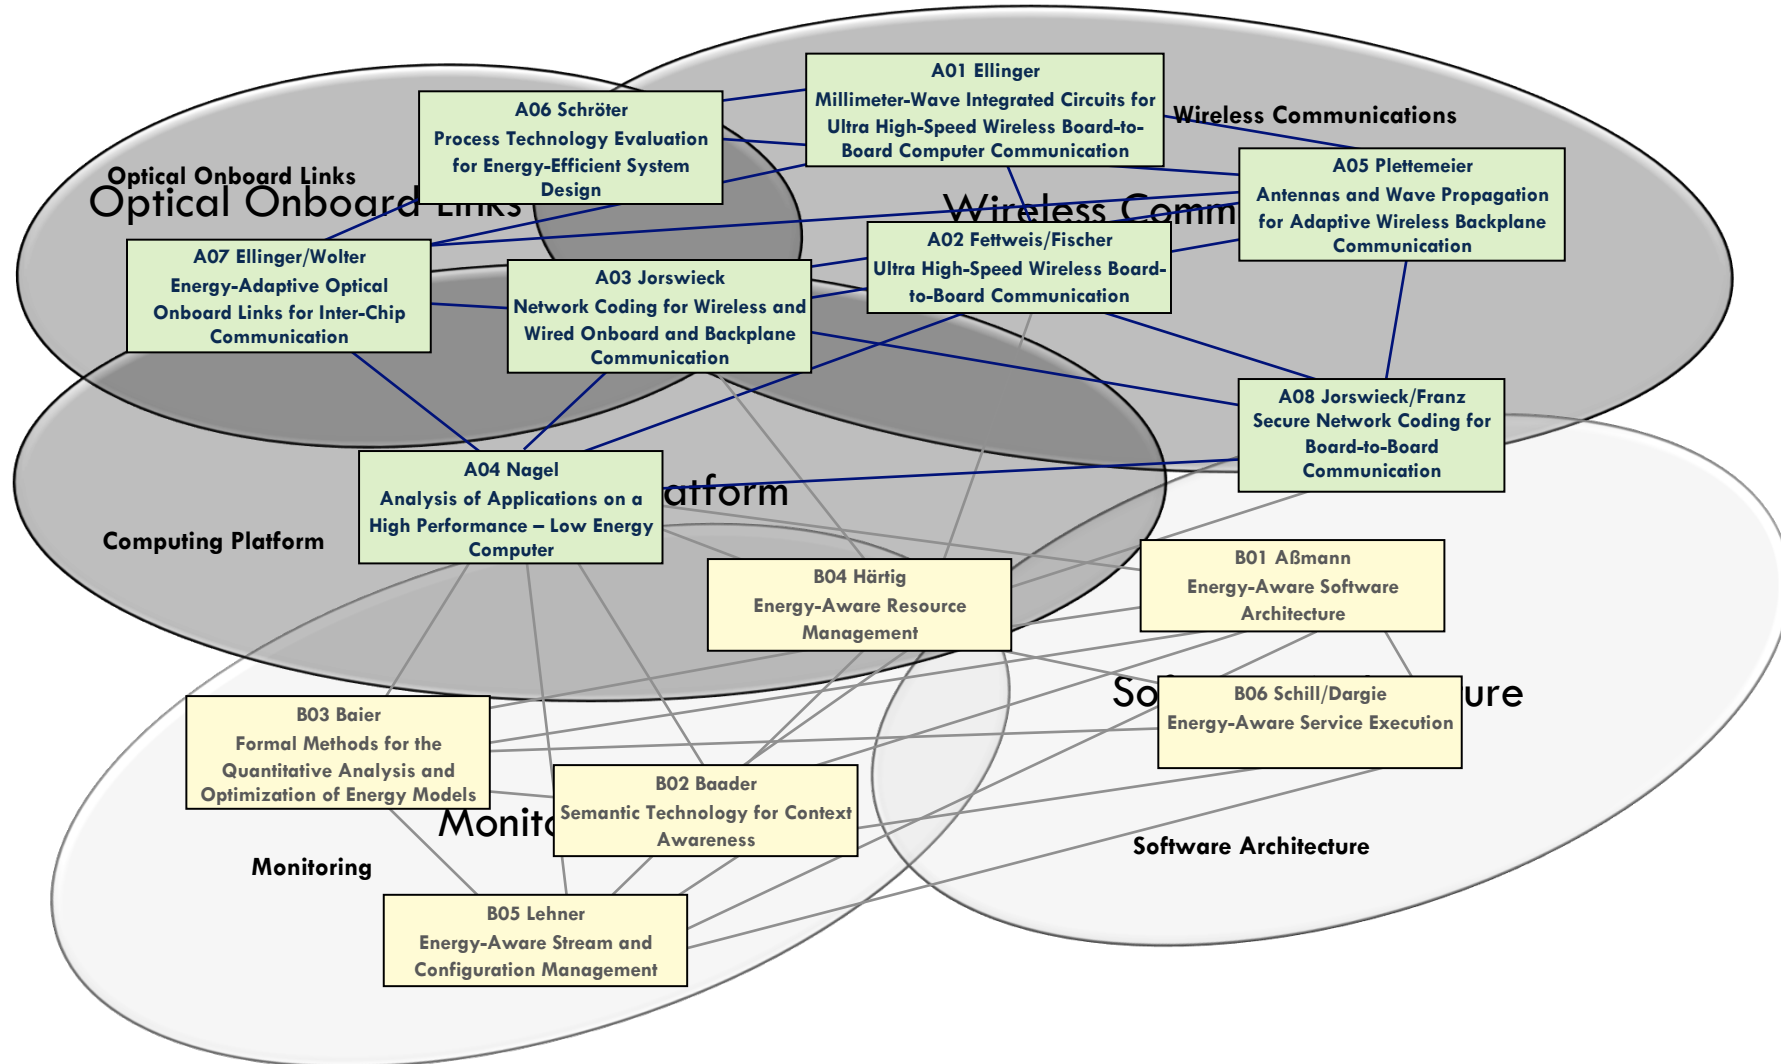 A01 Ellinger
Millimeter-Wave Integrated Circuits for
Ultra High-Speed Wireless Board-to-
Board Computer Communication
A06 Schröter
Process Technology Evaluation
for Energy-Efficient System
Design
Wireless Communications
Optical Onboard Links
Optical Onboard Links
Wireless Comm
A05 Plettemeier
Antennas and Wave Propagation
for Adaptive Wireless Backplane
Communication
A07 Ellinger/Wolter
Energy-Adaptive Optical
Onboard Links for Inter-Chip
Communication
A03 Jorswieck
Network Coding for Wireless and
Wired Onboard and Backplane
Communication
A02 Fettweis/Fischer
Ultra High-Speed Wireless Board-
to-Board Communication
A08 Jorswieck/Franz
Secure Network Coding for
Board-to-Board
Communication
A04 Nagel
Analysis of Applications on a
High Performance – Low Energy
Computer
atform
Computing Platform
B04 Härtig
Energy-Aware Resource
Management
B01 Aßmann
Energy-Aware Software
Architecture
B06 Schill/Dargie
Energy-Aware Service Execution
So ure
B03 Baier
Formal Methods for the
Quantitative Analysis and
Optimization of Energy Models
B02 Baader
Semantic Technology for Context
Awareness
Monito
Monitoring
Software Architecture
B05 Lehner
Energy-Aware Stream and
Configuration Management